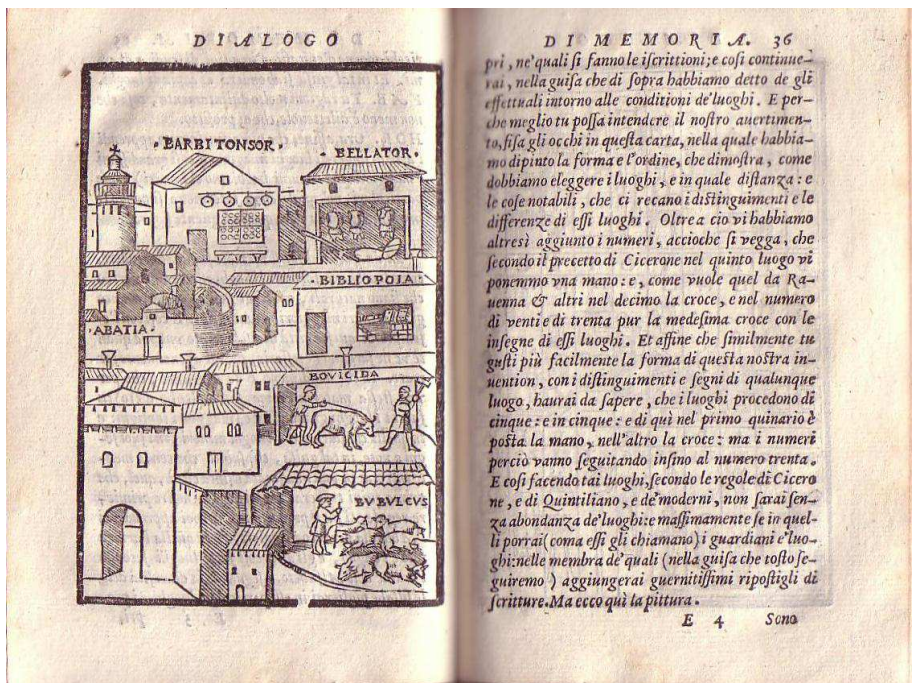 DIALOGO
BARBITONSOR.
BELLATOR.
BIBLIOPOLA.
ABATIA.
BOVICIDA
BVBVLCVS
DI MEMORIA. 36
pri, ne'quali ſi fanno le iſcrittioni; e coſi continue-
rai, nella guiſa che di ſopra habbiamo detto de gli
effettuali intorno alle conditioni de'luoghi. E per-
che meglio tu poſſa intendere il noſtro auertimen-
to, fiſa gli occhi in queſta carta, nella quale habbia-
mo dipinto la forma e l'ordine, che dimoſtra, come
dobbiamo eleggere i luoghi, e in quale diſtanza: e
le coſe notabili, che ci recano i diſtinguimenti e le
differenze di eſſi luoghi. Oltre a cio vi habbiamo
altresì aggiunto i numeri, accioche ſi vegga, che
ſecondo il precetto di Cicerone nel quinto luogo vi
ponemmo vna mano: e, come vuole quel da Ra-
uenna & altri nel decimo la croce, e nel numero
di venti e di trenta pur la medeſima croce con le
inſegne di eſſi luoghi. Et affine che ſimilmente tu
guſti più facilmente la forma di queſta noſtra in-
uention, con i diſtinguimenti e ſegni di qualunque
luogo, haurai da ſapere, che i luoghi procedono di
cinque: e in cinque: e di quì nel primo quinario è
poſta la mano, nell'altro la croce: ma i numeri
perciò vanno ſeguitando inſino al numero trenta.
E coſi facendo tai luoghi, ſecondo le regole di Cicero
ne, e di Quintiliano, e de'moderni, non ſarai ſen-
za abondanza de'luoghi: e maſſimamente ſe in quel-
li porrai (coma eſſi gli chiamano) i guardiani e'luo-
ghi: nelle membra de'quali (nella guiſa che toſto ſe-
guiremo) aggiungerai guernitiſſimi ripoſtigli di
ſcritture. Ma ecco quì la pittura.
E 4 Sono